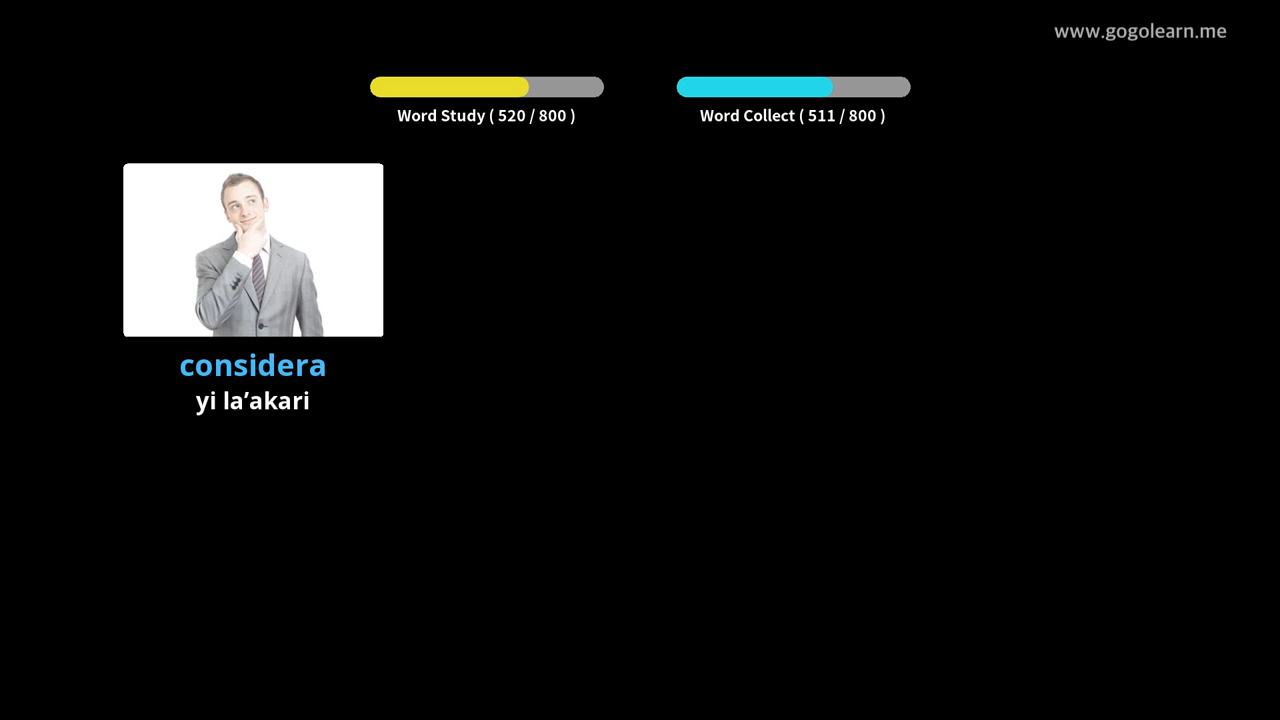 www.gogolearn.me
Word Study ( 520 / 800 )
Word Collect ( 511 / 800 )
considera
yi la’akari